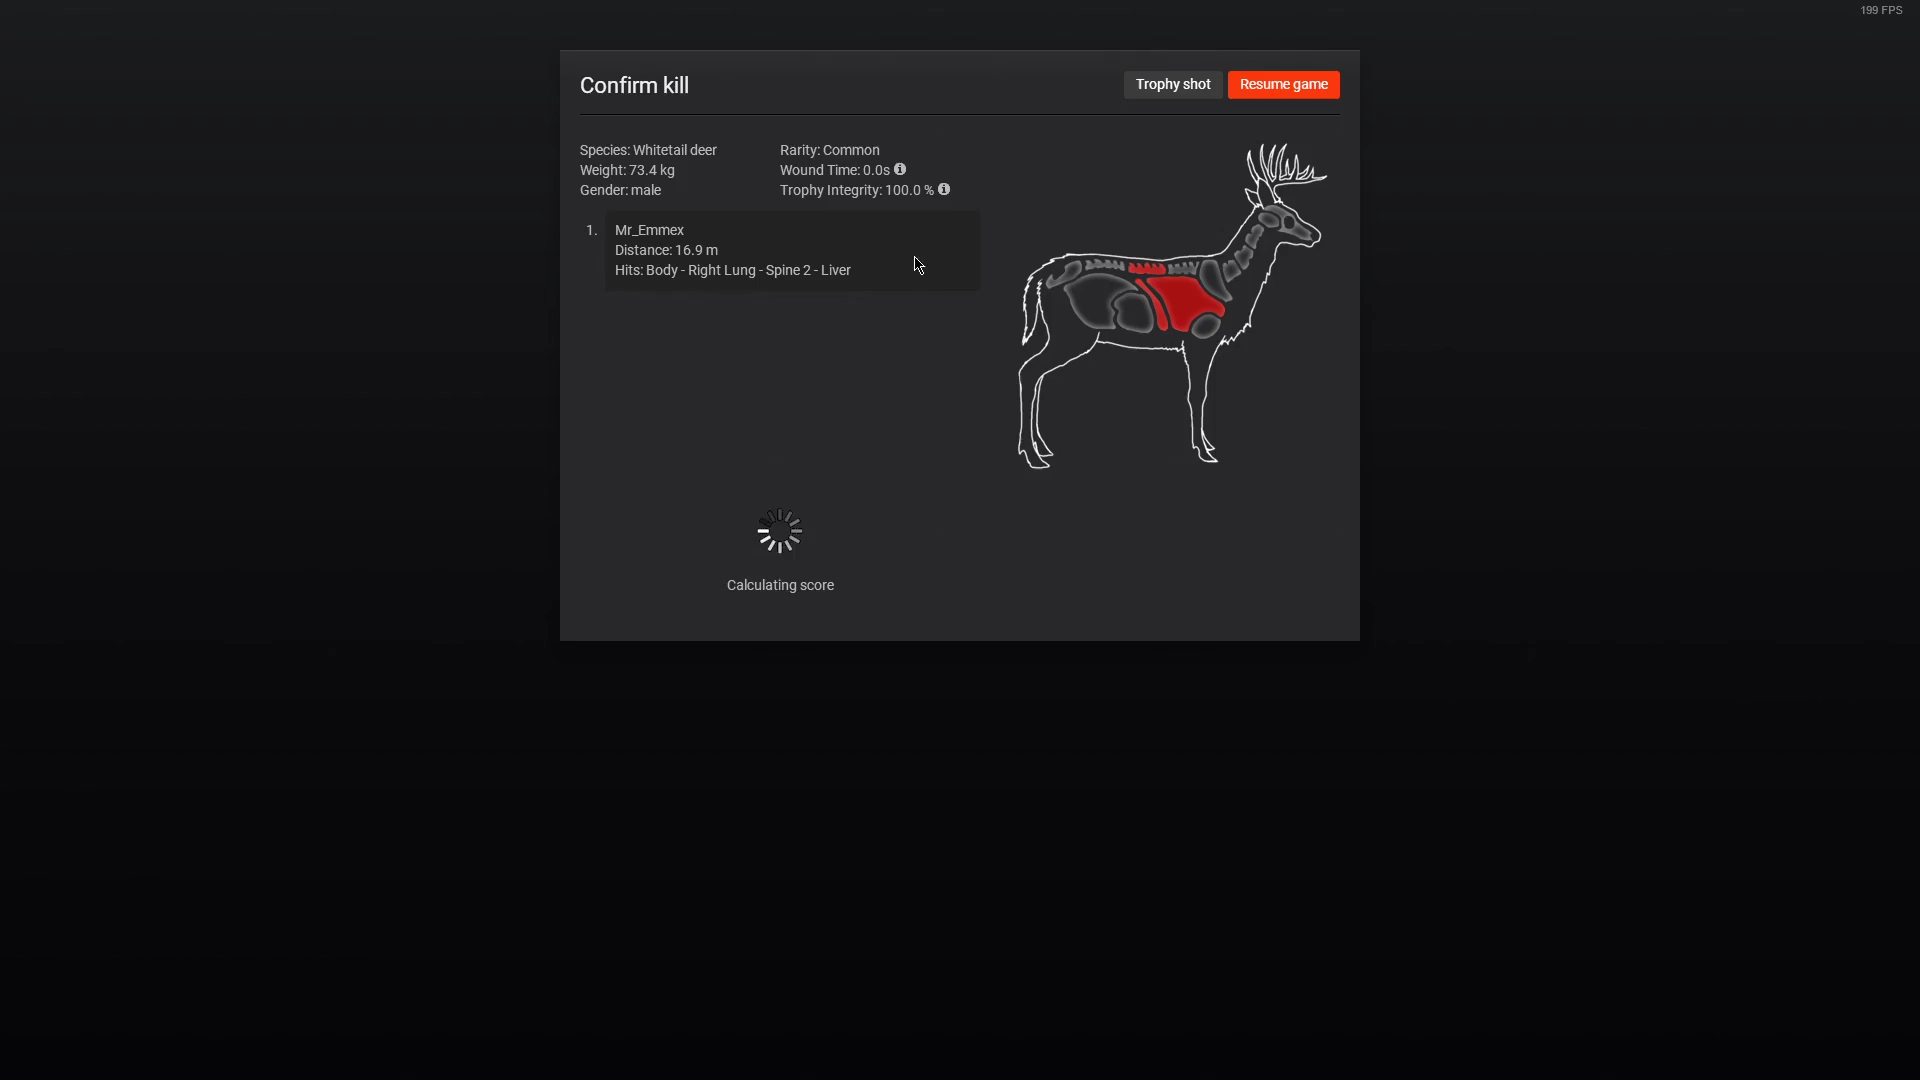 199 FPS
Confirm kill
Trophy shot
Resume game
Species: Whitetail deer
Rarity: Common
Weight: 73.4 kg
Wound Time: 0.0s
Gender: male
Trophy Integrity: 100.0 %
1. Mr_Emmex
Distance: 16.9 m
Hits: Body - Right Lung - Spine 2 - Liver
Calculating score